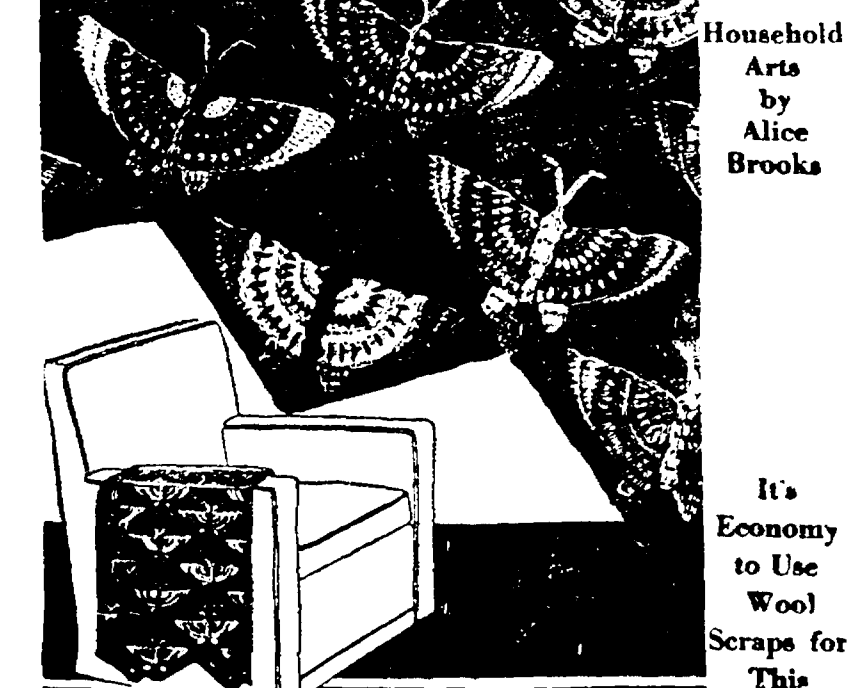 Household
Arts
by
Alice
Brooks
It's
Economy
to Use
Wool
Scraps for
This